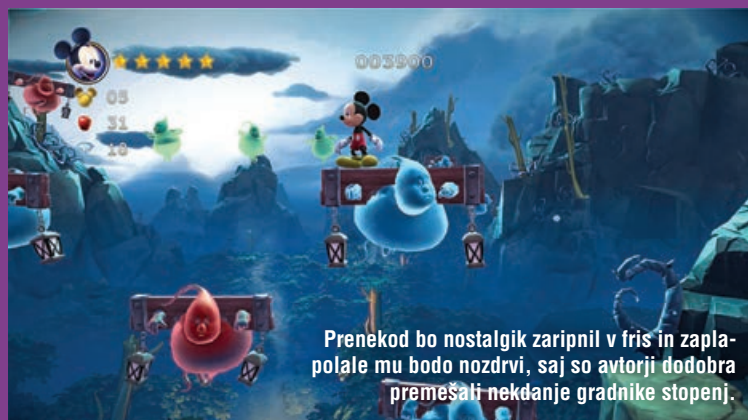 003900
05
31
18
Prenekod bo nostalgik zaripnil v fris in zapla-
polale mu bodo nozdrvi, saj so avtorji dodobra
premešali nekdanje gradnike stopenj.